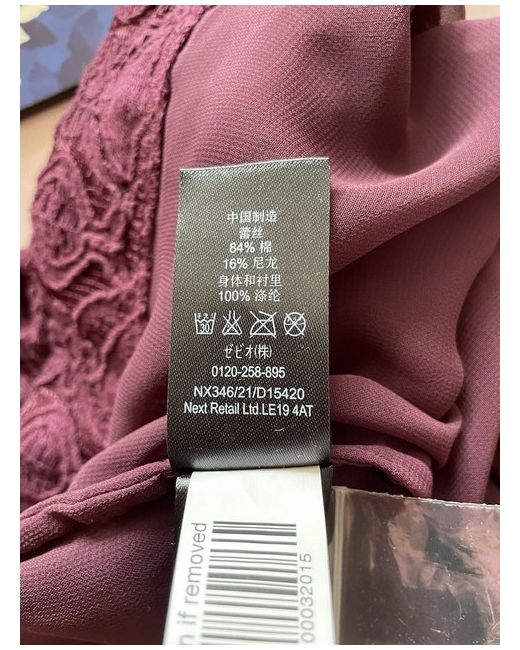 中国制造
蕾丝
84% 棉
16% 尼龙
身体和衬里
100% 涤纶
30
ゼビオ(株)
0120-258-895
NX346/21/D15420
Next Retail Ltd.LE19 4AT
if removed
00032015